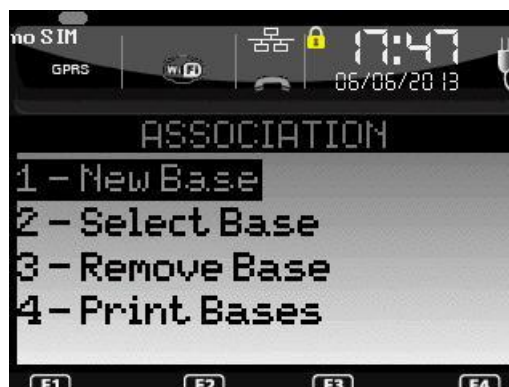 no SIM
GPRS
WiFi
17:47
06/06/2013
ASSOCIATION
1 - New Base
2 - Select Base
3 - Remove Base
4 - Print Bases
F1 F2 F3 F4